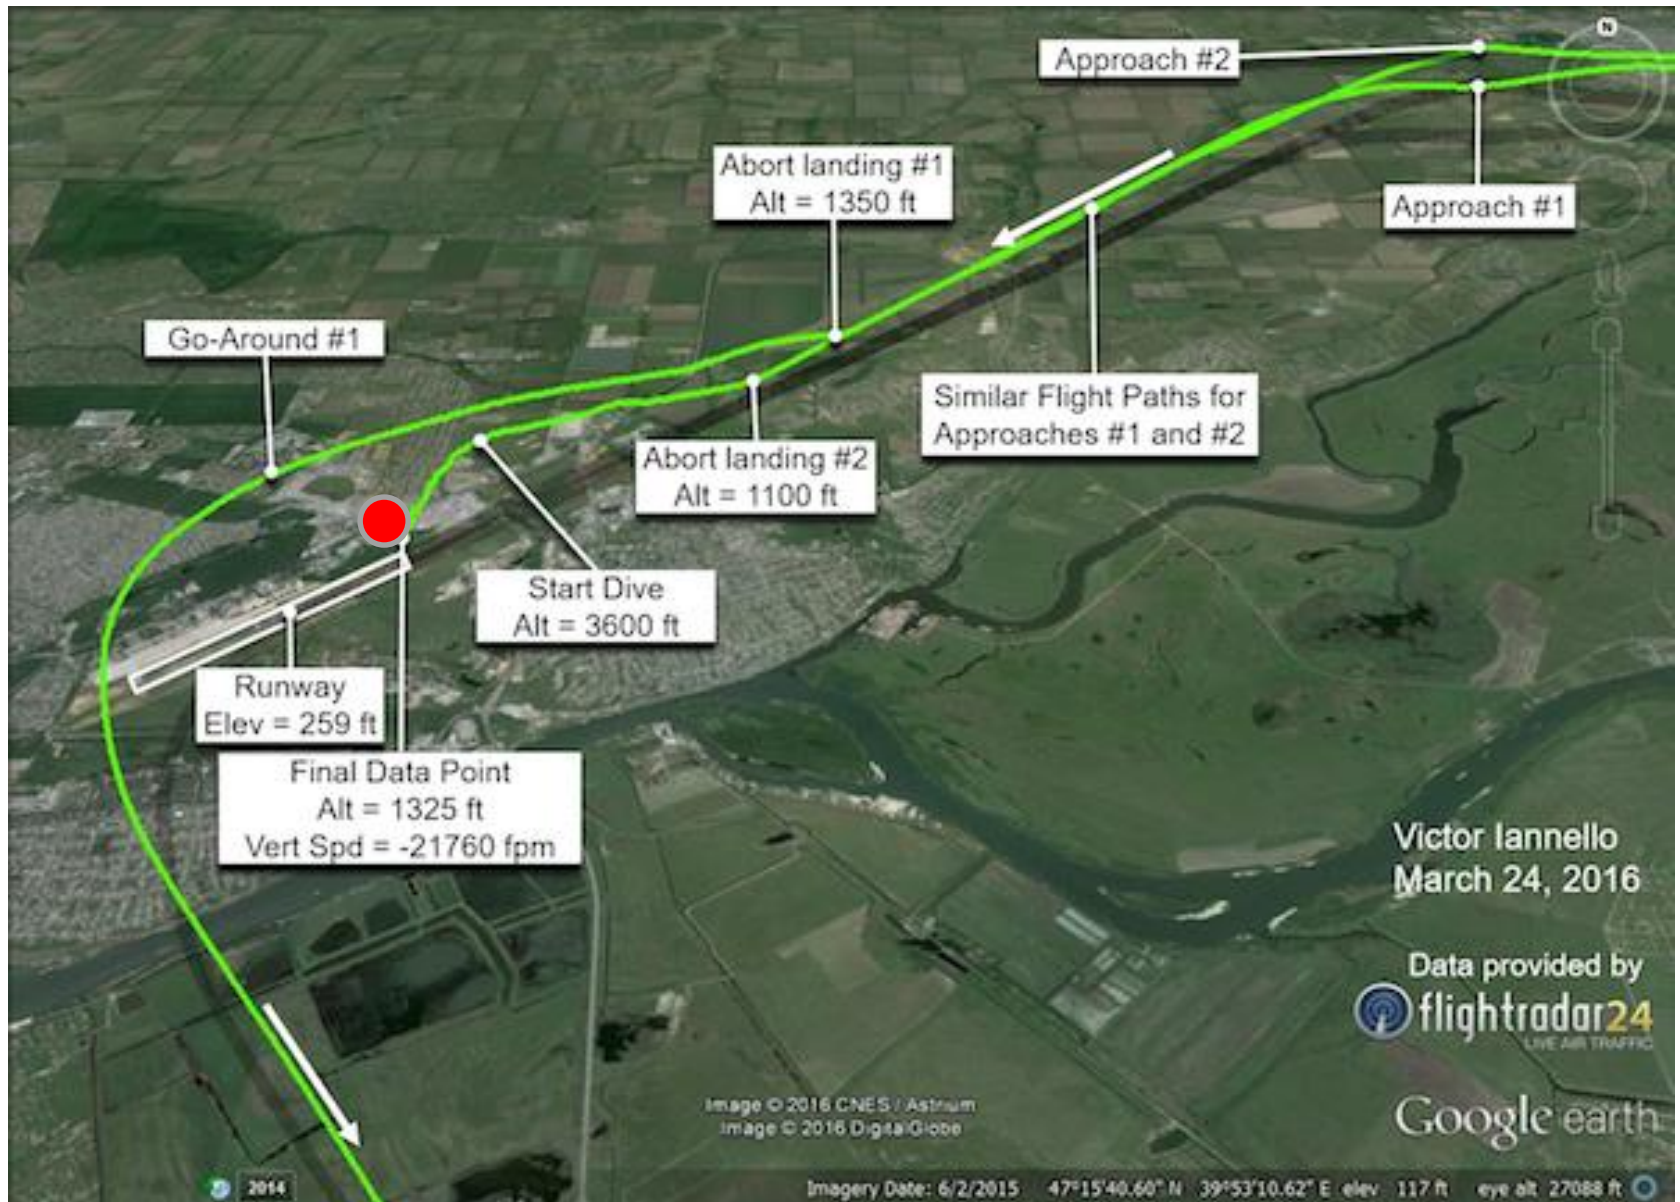 N
Approach #2
Abort landing #1
Alt = 1350 ft
Approach #1
Go-Around #1
Similar Flight Paths for
Approaches #1 and #2
Abort landing #2
Alt = 1100 ft
Start Dive
Alt = 3600 ft
Runway
Elev = 259 ft
Final Data Point
Alt = 1325 ft
Vert Spd = -21760 fpm
Victor Iannello
March 24, 2016
Data provided by
flightradar24
LIVE AIR TRAFFIC
Image © 2016 CNES / Astrium
Image © 2016 DigitalGlobe
Google earth
2014
Imagery Date: 6/2/2015 47°15'40.60" N 39°53'10.62" E elev 117 ft eye alt 27088 ft